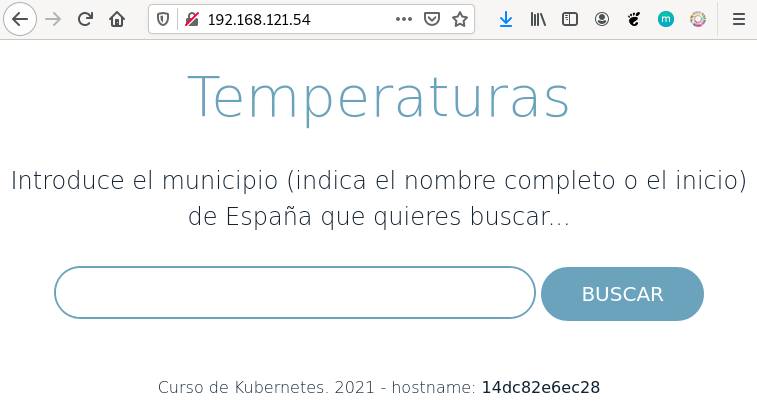 192.168.121.54
Temperaturas
Introduce el municipio (indica el nombre completo o el inicio)
de España que quieres buscar...
BUSCAR
Curso de Kubernetes. 2021 - hostname: 14dc82e6ec28